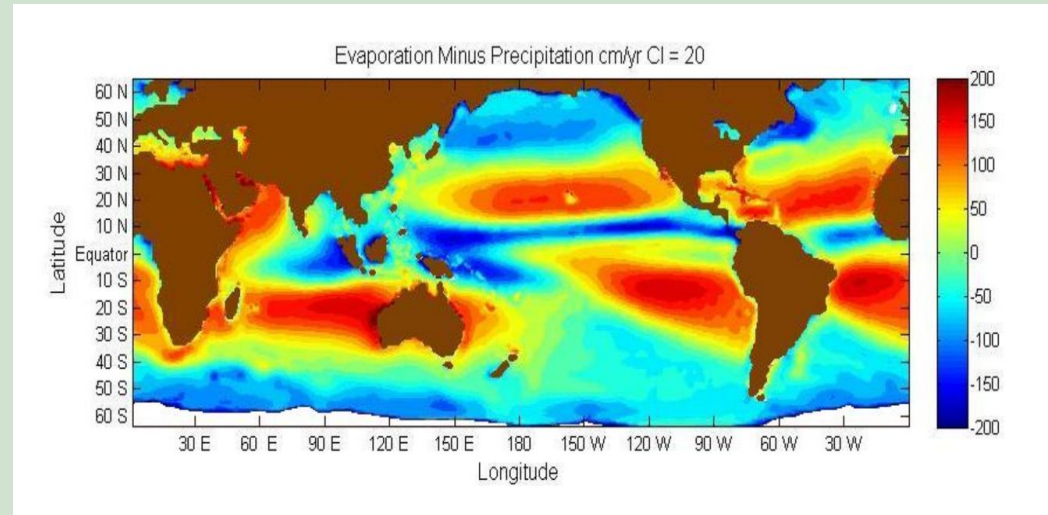 Evaporation Minus Precipitation cm/yr CI = 20
Latitude
60 N
50 N
40 N
30 N
20 N
10 N
Equator
10 S
20 S
30 S
40 S
50 S
60 S
30 E 60 E 90 E 120 E 150 E 180 150 W 120 W 90 W 60 W 30 W
Longitude
200
150
100
50
0
-50
-100
-150
-200